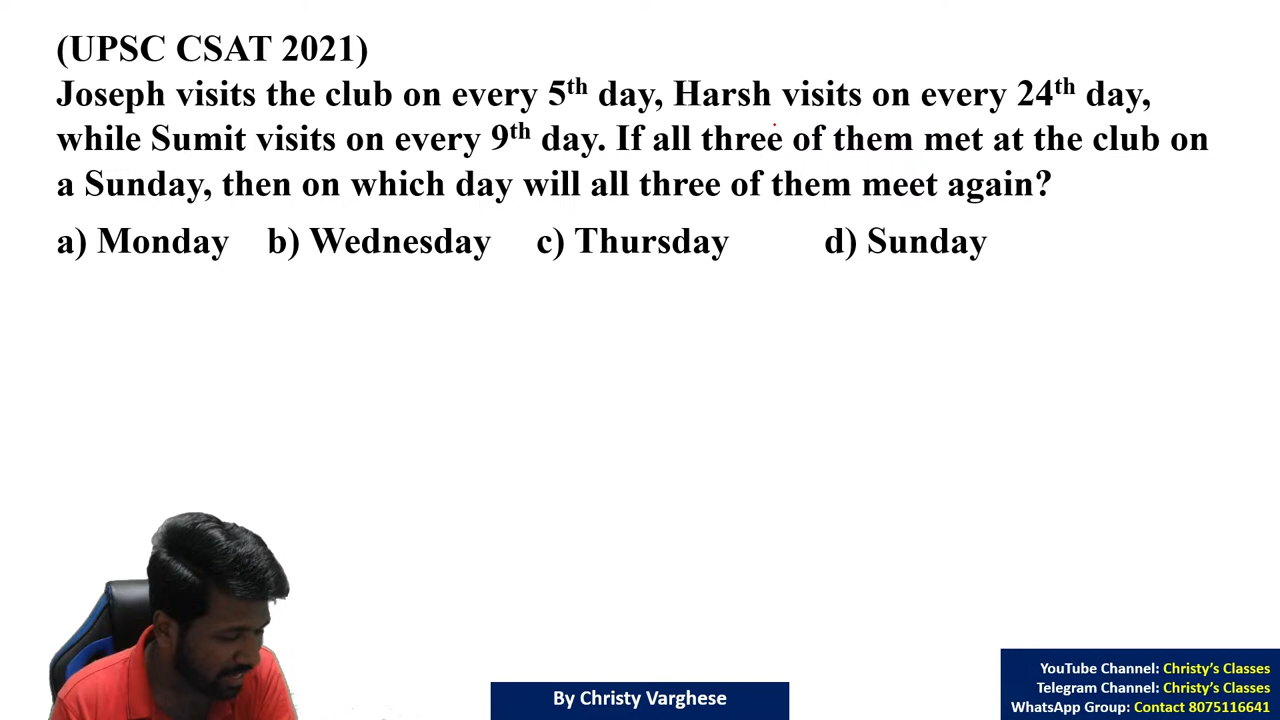 (UPSC CSAT 2021)
Joseph visits the club on every 5th day, Harsh visits on every 24th day,
while Sumit visits on every 9th day. If all three of them met at the club on
a Sunday, then on which day will all three of them meet again?
a) Monday b) Wednesday c) Thursday d) Sunday
By Christy Varghese
YouTube Channel: Christy's Classes
Telegram Channel: Christy's Classes
WhatsApp Group: Contact 8075116641